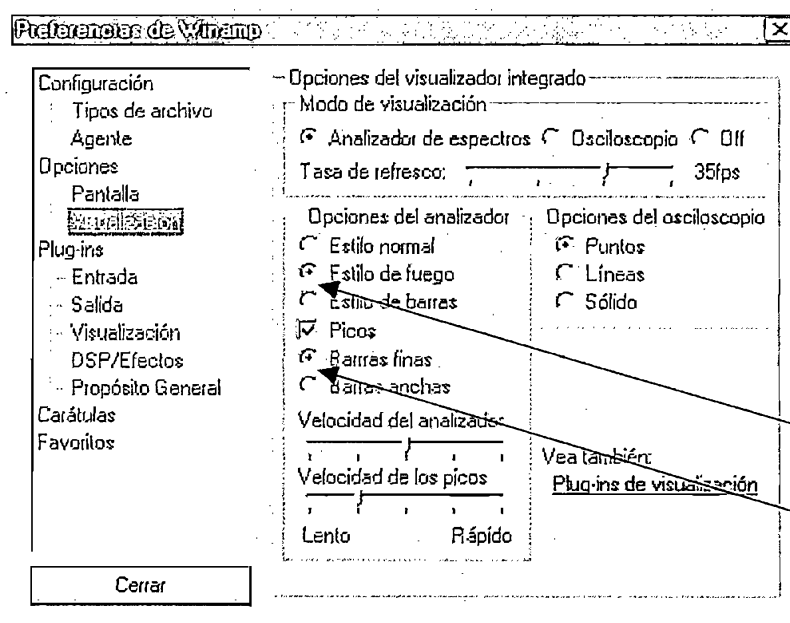 Preferencias de Winamp
Configuración
Tipos de archivo
Agente
Opciones
Pantalla
Visualización
Plug-ins
Entrada
Salida
Visualización
DSP/Efectos
Propósito General
Carátulas
Favoritos
Cerrar
Opciones del visualizador integrado
Modo de visualización
Analizador de espectros Osciloscopio Off
Tasa de refresco: 35fps
Opciones del analizador
Estilo normal
Estilo de fuego
Estilo de barras
Picos
Barrras finas
Barras anchas
Velocidad del analizador
Velocidad de los picos
Lento Rápido
Opciones del osciloscopio
Puntos
Líneas
Sólido
Vea también:
Plug-ins de visualización